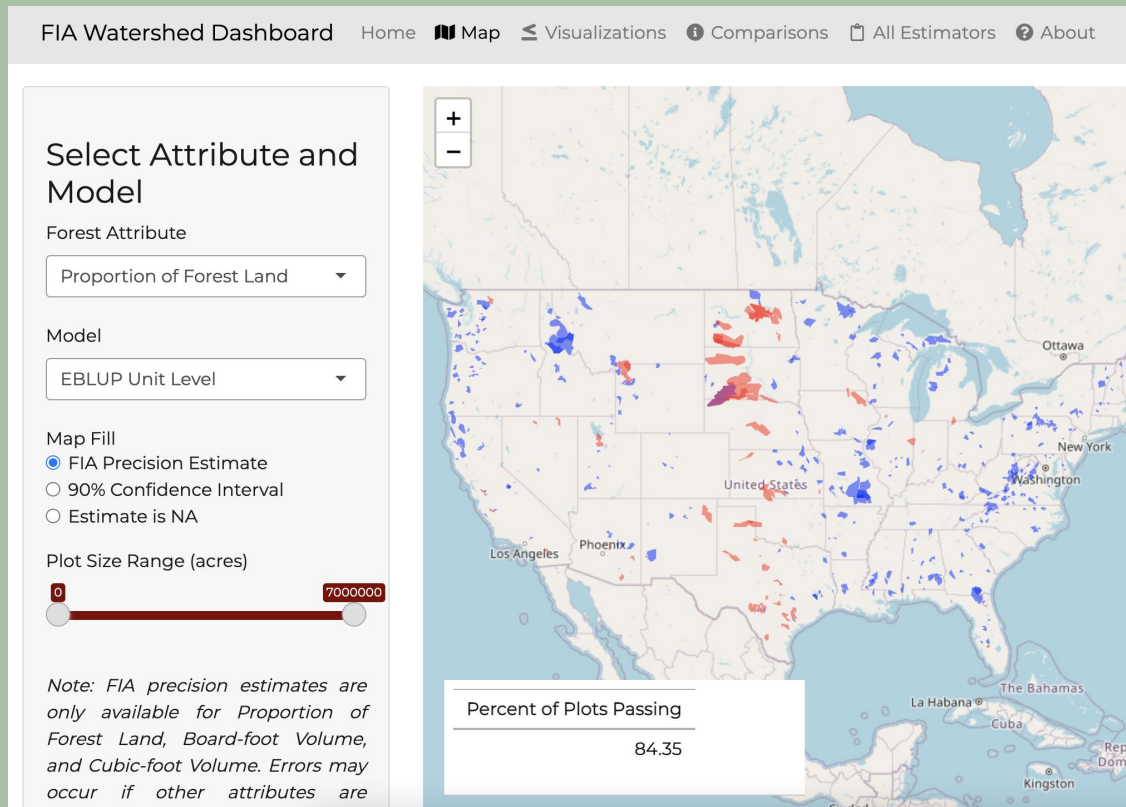 FIA Watershed Dashboard Home Map Visualizations Comparisons All Estimators About
Select Attribute and
Model
Forest Attribute
Proportion of Forest Land
Model
EBLUP Unit Level
Map Fill
FIA Precision Estimate
90% Confidence Interval
Estimate is NA
Plot Size Range (acres)
0 7000000
Note: FIA precision estimates are
only available for Proportion of
Forest Land, Board-foot Volume,
and Cubic-foot Volume. Errors may
occur if other attributes are
+
−
Ottawa
New York
Washington
United States
Los Angeles
Phoenix
The Bahamas
La Habana
Cuba
Kingston
Percent of Plots Passing
84.35